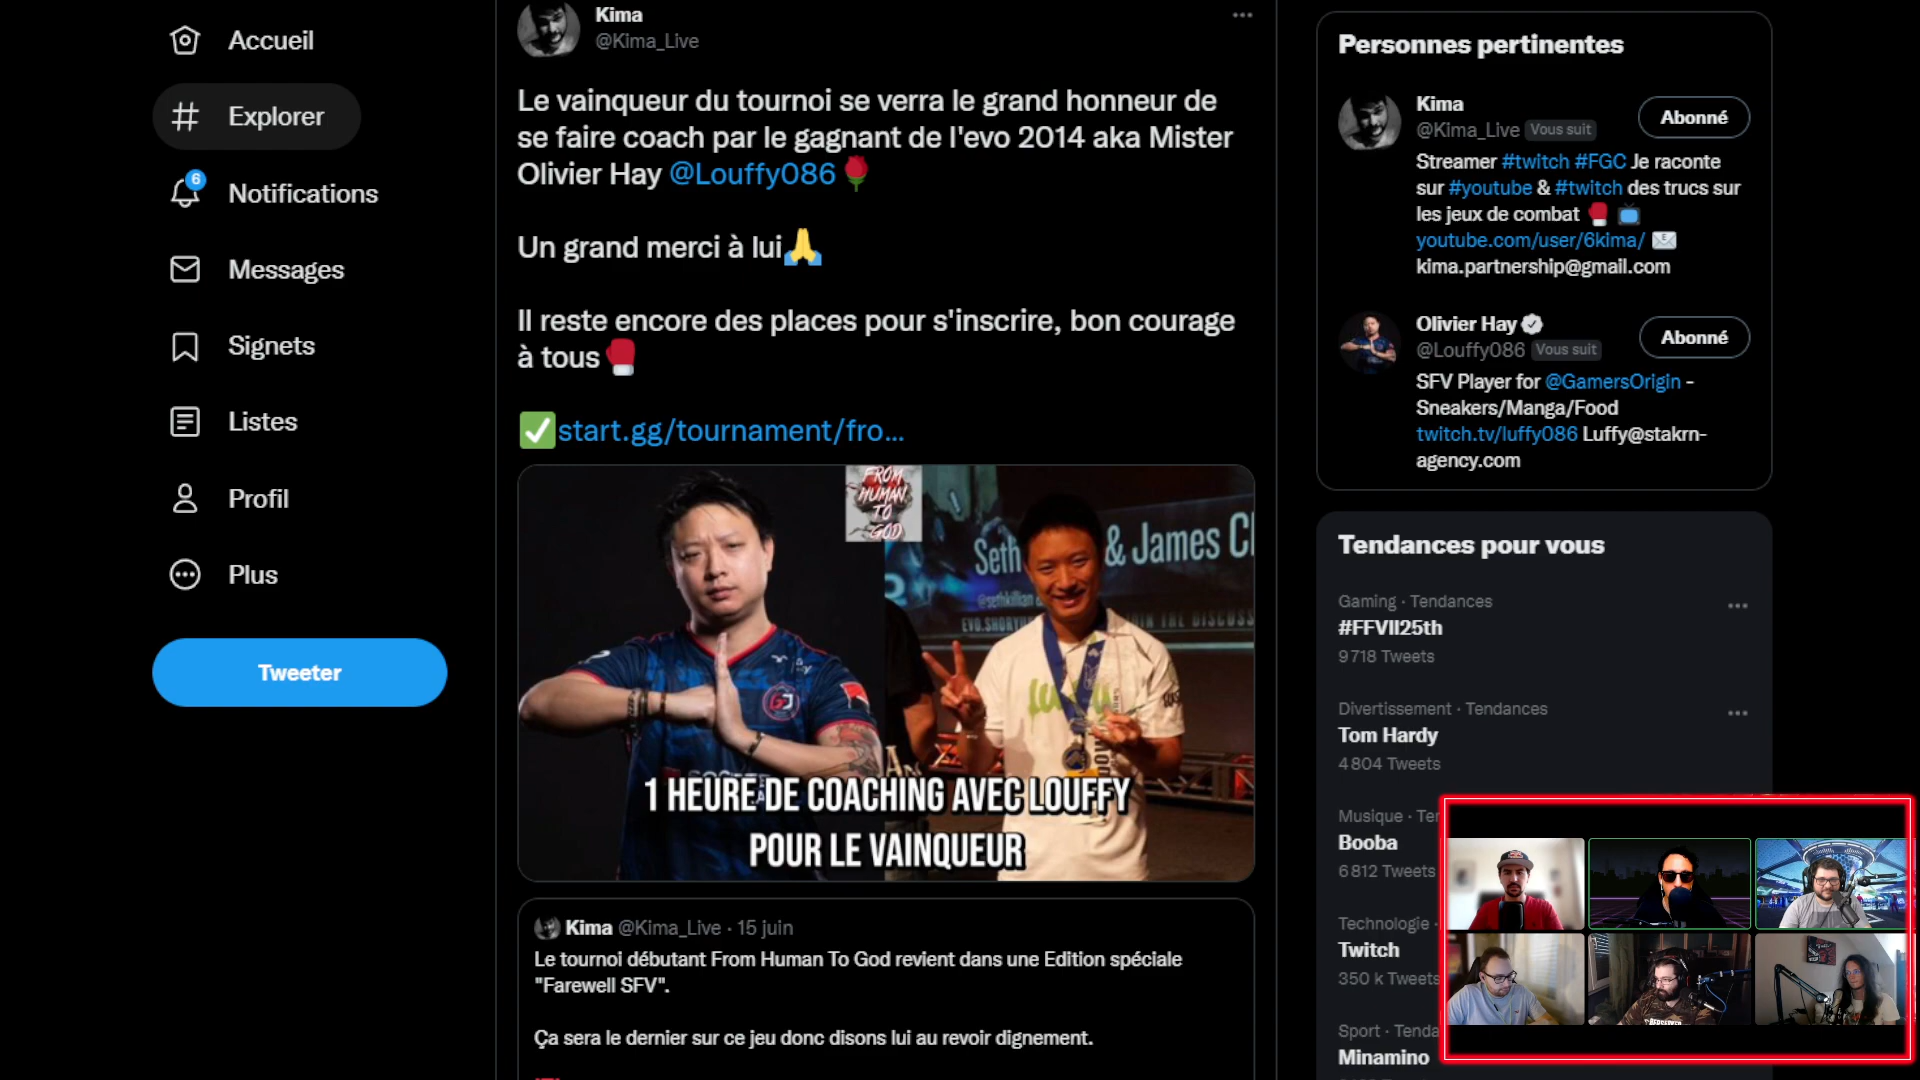 Accueil
Explorer
6
Notifications
Messages
Signets
Listes
Profil
Plus
Tweeter
Kima
@Kima_Live
Le vainqueur du tournoi se verra le grand honneur de
se faire coach par le gagnant de l'evo 2014 aka Mister
Olivier Hay @Louffy086🌹
Un grand merci à lui🙏
Il reste encore des places pour s'inscrire, bon courage
à tous🥊
✅start.gg/tournament/fro...
FROM
HUMAN
TO
GOD
Seth & James
1 HEURE DE COACHING AVEC LOUFFY
POUR LE VAINQUEUR
Kima @Kima_Live · 15 juin
Le tournoi débutant From Human To God revient dans une Edition spéciale
"Farewell SFV".
Ça sera le dernier sur ce jeu donc disons lui au revoir dignement.
Personnes pertinentes
Kima
@Kima_Live Vous suit
Abonné
Streamer #twitch #FGC Je raconte
sur #youtube & #twitch des trucs sur
les jeux de combat 🥊 📺
youtube.com/user/6kima/ 📧
kima.partnership@gmail.com
Olivier Hay
@Louffy086 Vous suit
Abonné
SFV Player for @GamersOrigin -
Sneakers/Manga/Food
twitch.tv/luffy086 Luffy@stakrn-
agency.com
Tendances pour vous
Gaming · Tendances
#FFVII25th
9 718 Tweets
Divertissement · Tendances
Tom Hardy
4 804 Tweets
Musique · Ten
Booba
6 812 Tweets
Technologie ·
Twitch
350 k Tweets
Sport · Tenda
Minamino